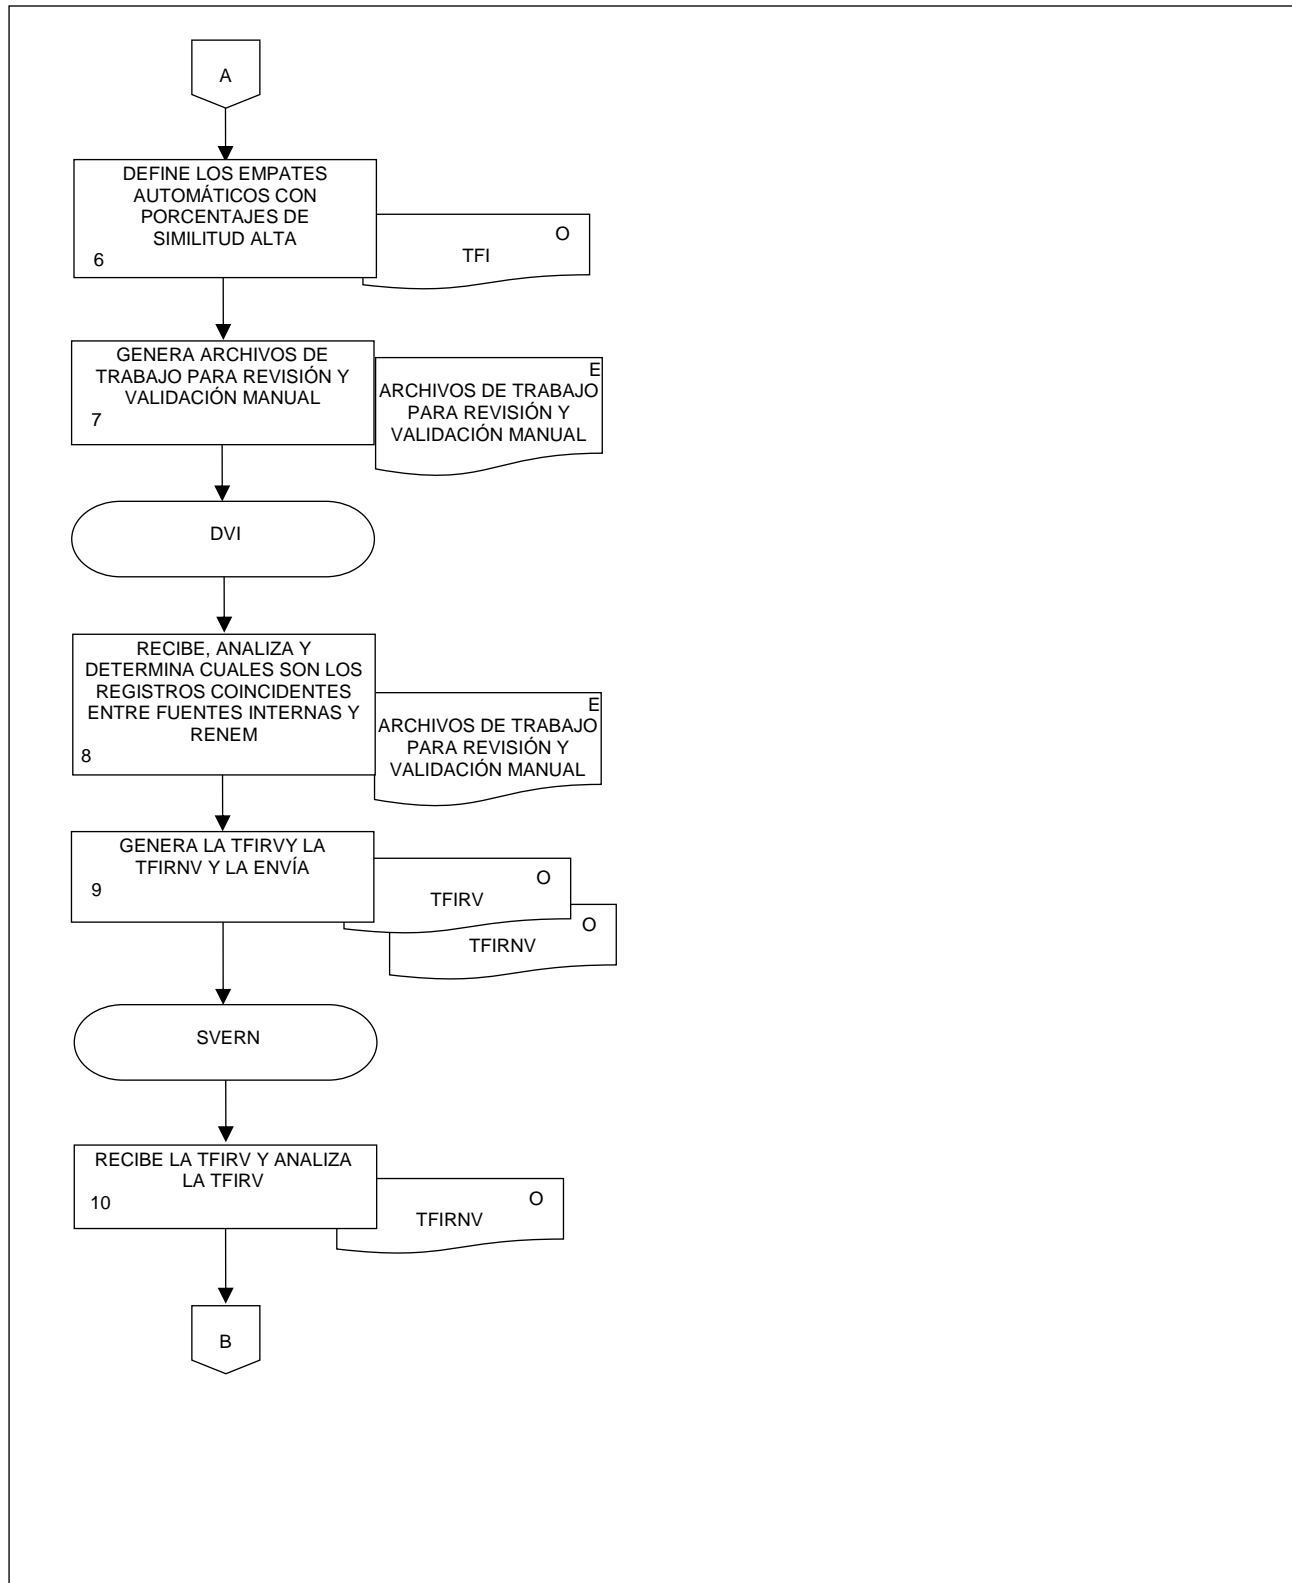 A
DEFINE LOS EMPATES
AUTOMÁTICOS CON
PORCENTAJES DE
SIMILITUD ALTA
6
O
TFI
GENERA ARCHIVOS DE
TRABAJO PARA REVISIÓN Y
VALIDACIÓN MANUAL
7
E
ARCHIVOS DE TRABAJO
PARA REVISIÓN Y
VALIDACIÓN MANUAL
DVI
RECIBE, ANALIZA Y
DETERMINA CUALES SON LOS
REGISTROS COINCIDENTES
ENTRE FUENTES INTERNAS Y
RENEM
8
E
ARCHIVOS DE TRABAJO
PARA REVISIÓN Y
VALIDACIÓN MANUAL
GENERA LA TFIRVY LA
TFIRNV Y LA ENVÍA
9
O
TFIRV
O
TFIRNV
SVERN
RECIBE LA TFIRV Y ANALIZA
LA TFIRV
10
O
TFIRNV
B